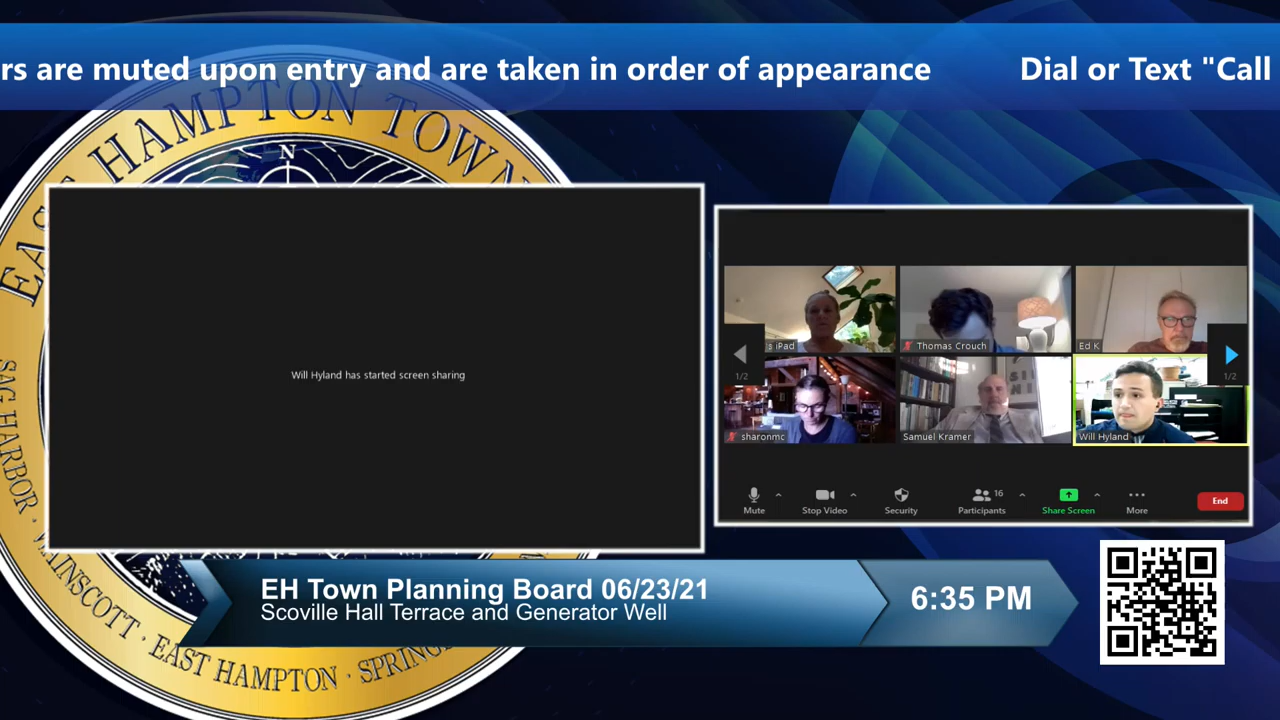 rs are muted upon entry and are taken in order of appearance Dial or Text "Call
EAST HAMPTON TOWN
N
SAG HARBOR · WAINSCOTT · EAST HAMPTON ·
Will Hyland has started screen sharing
s iPad
Thomas Crouch
Ed K
1/2
1/2
sharonmc
Samuel Kramer
Will Hyland
Mute
Stop Video
Security
16
Participants
Share Screen
More
End
EH Town Planning Board 06/23/21
Scoville Hall Terrace and Generator Well
6:35 PM